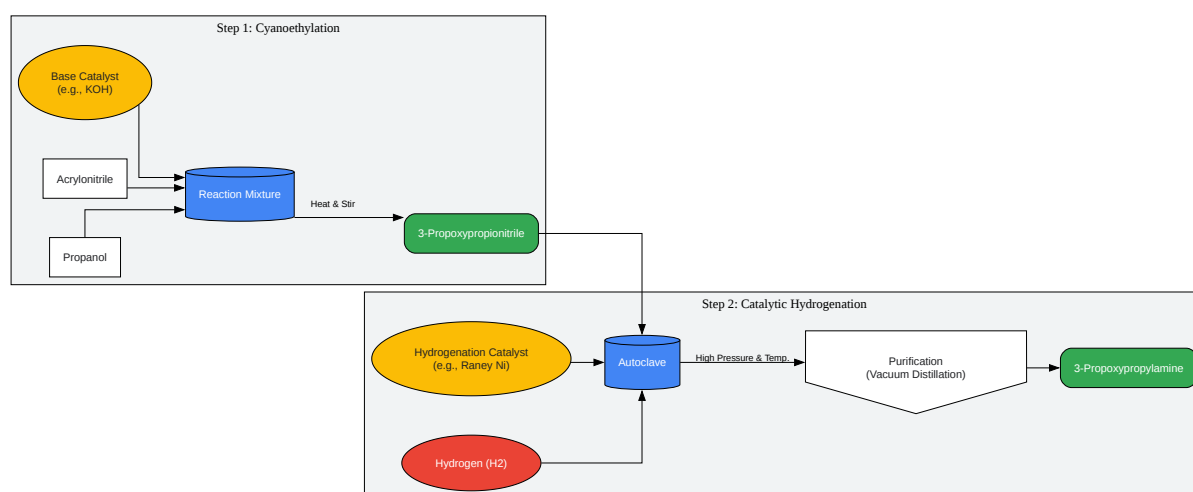 Step 1: Cyanoethylation
Base Catalyst
(e.g., KOH)
Acrylonitrile
Reaction Mixture
Heat & Stir
3-Propoxypropionitrile
Propanol
Step 2: Catalytic Hydrogenation
Hydrogenation Catalyst
(e.g., Raney Ni)
Autoclave
High Pressure & Temp.
Purification
(Vacuum Distillation)
3-Propoxypropylamine
Hydrogen (H2)